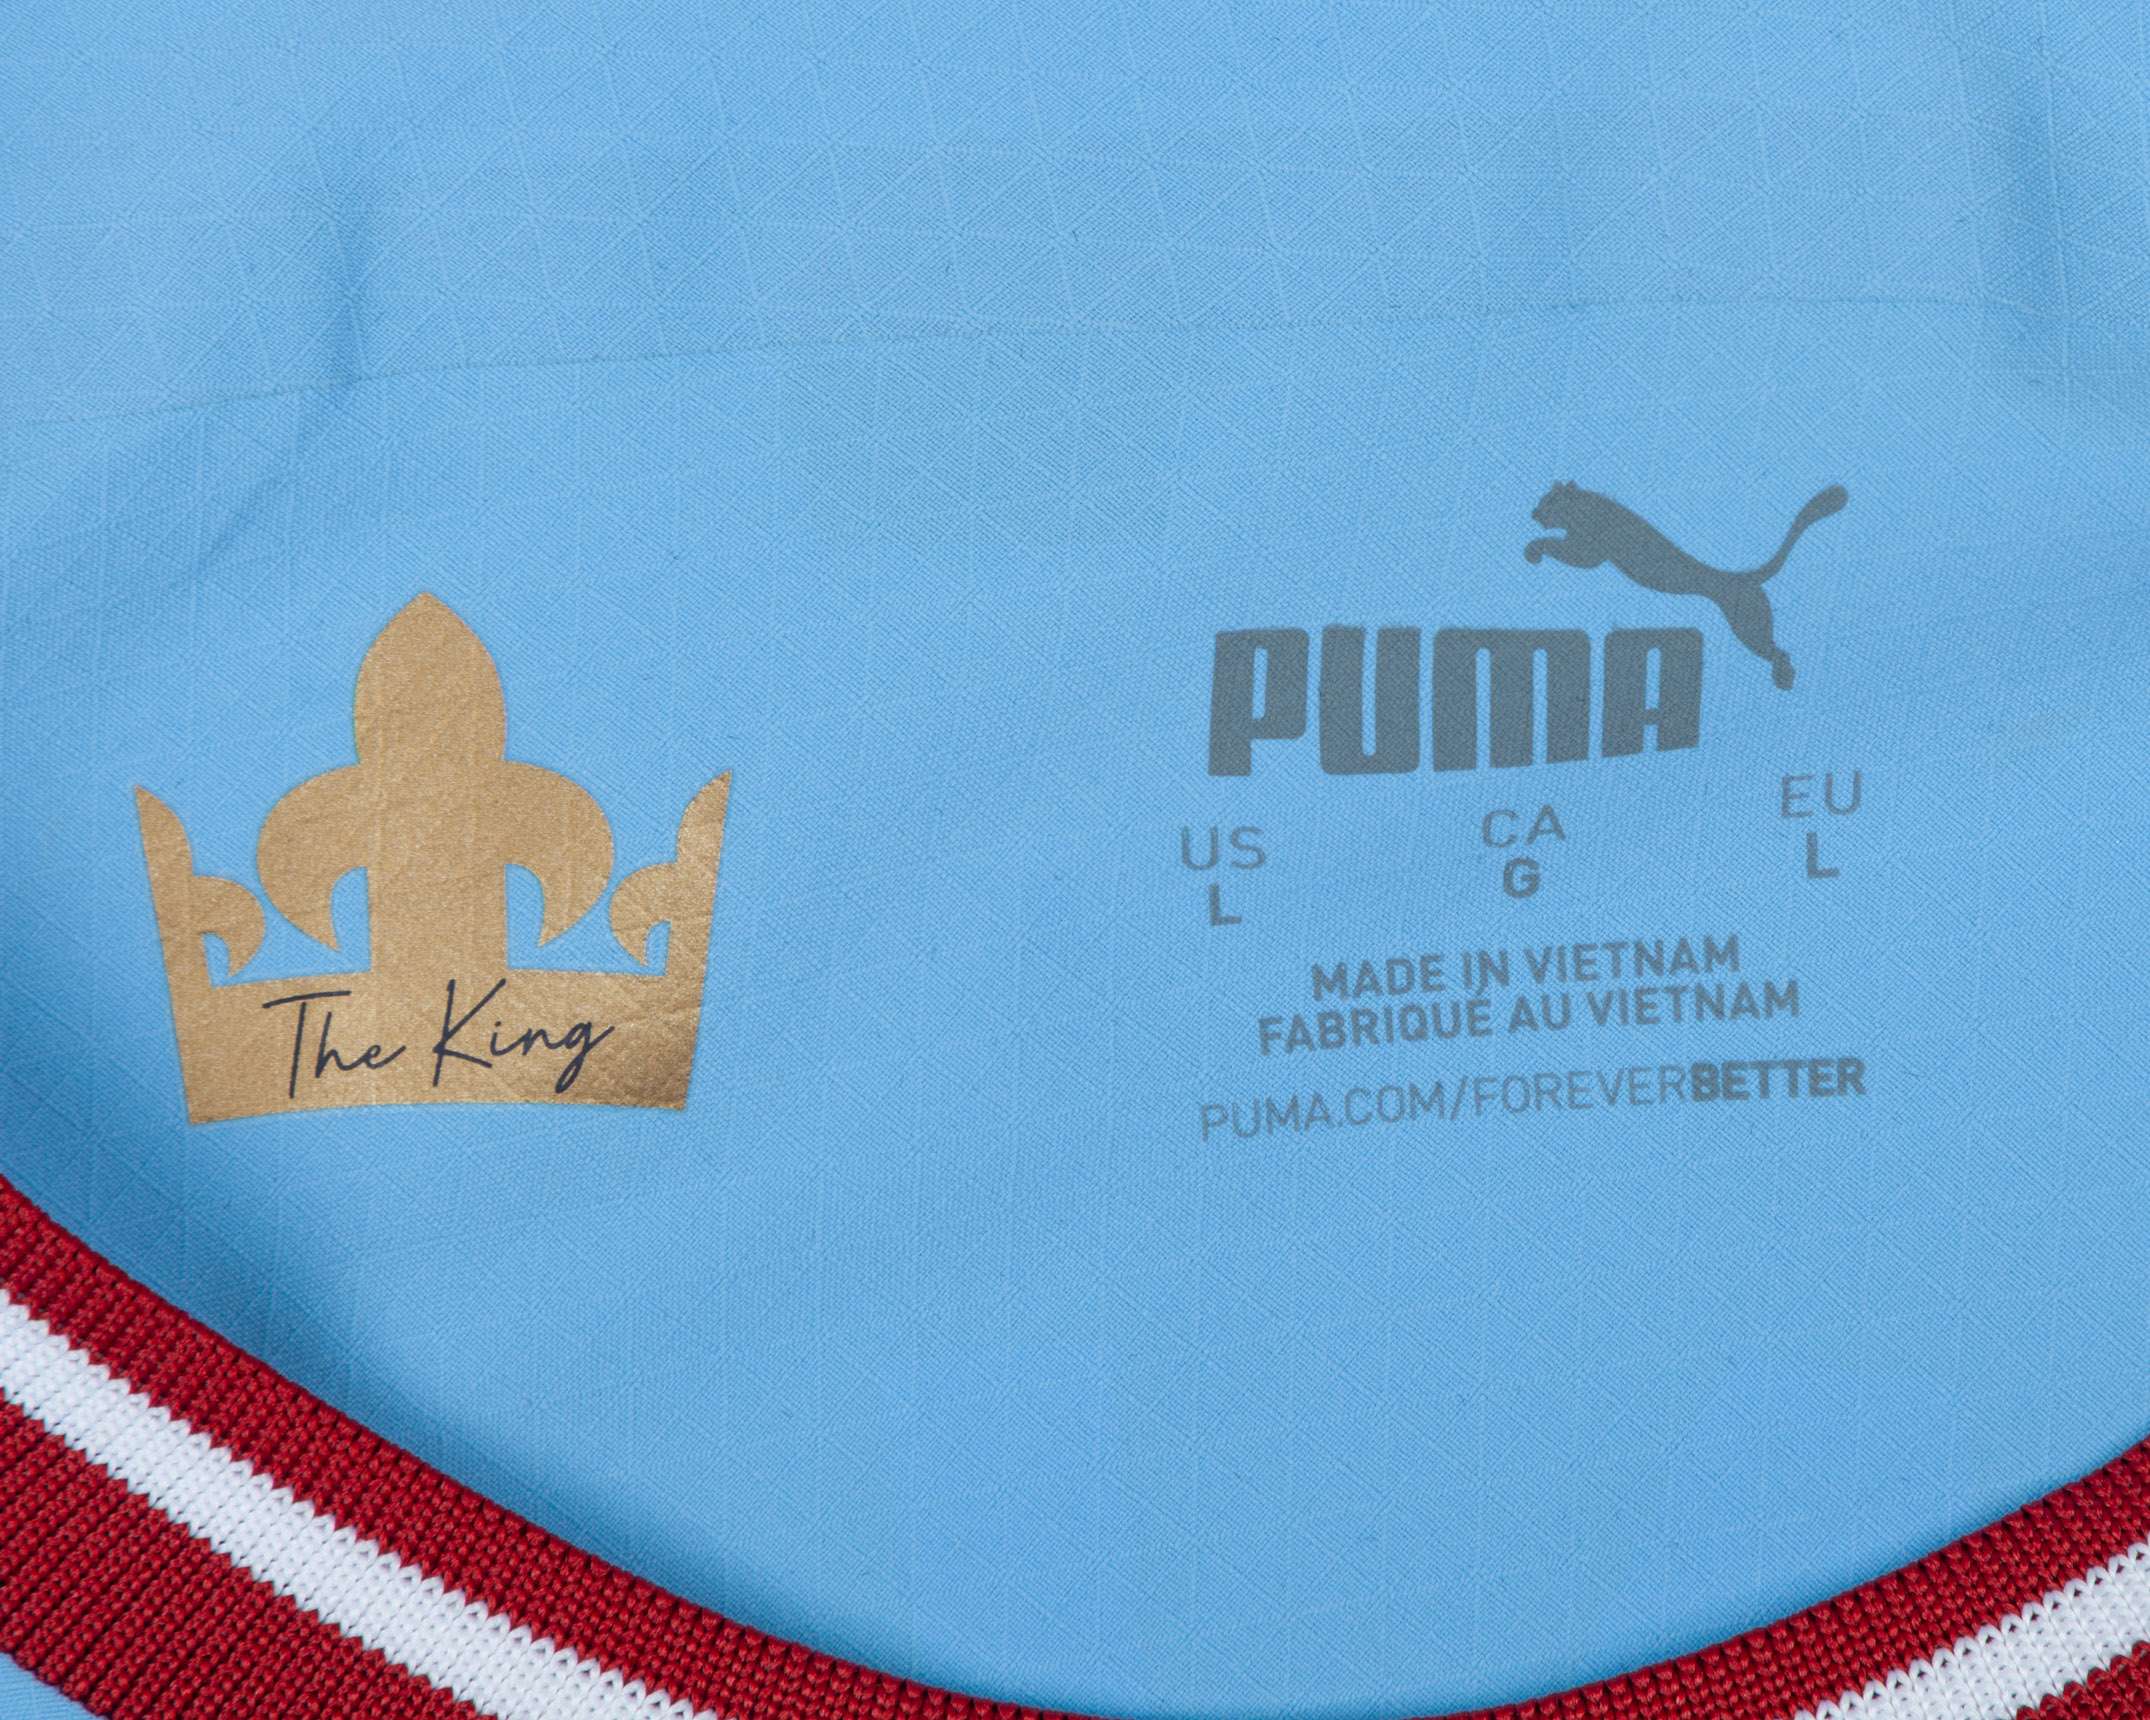 The King
PUMA
US CA EU
L G L
MADE IN VIETNAM
FABRIQUÉ AU VIETNAM
PUMA.COM/FOREVERBETTER